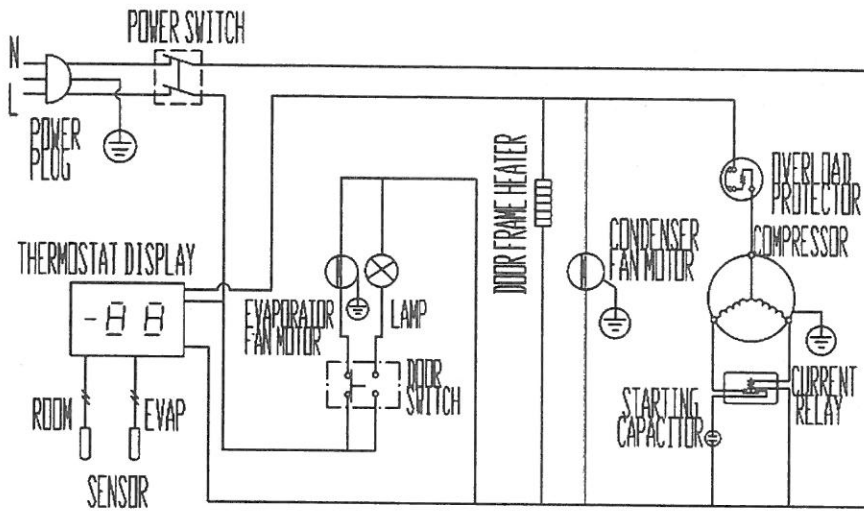 POWER SWITCH
N
L
POWER
PLUG
OVERLOAD
PROTECTOR
COMPRESSOR
DOOR FRAME HEATER
CONDENSER
FAN MOTOR
THERMOSTAT DISPLAY
-88
EVAPORATOR
FAN MOTOR
LAMP
DOOR
SWITCH
ROOM
EVAP
SENSOR
STARTING
CAPACITOR
CURRENT
RELAY